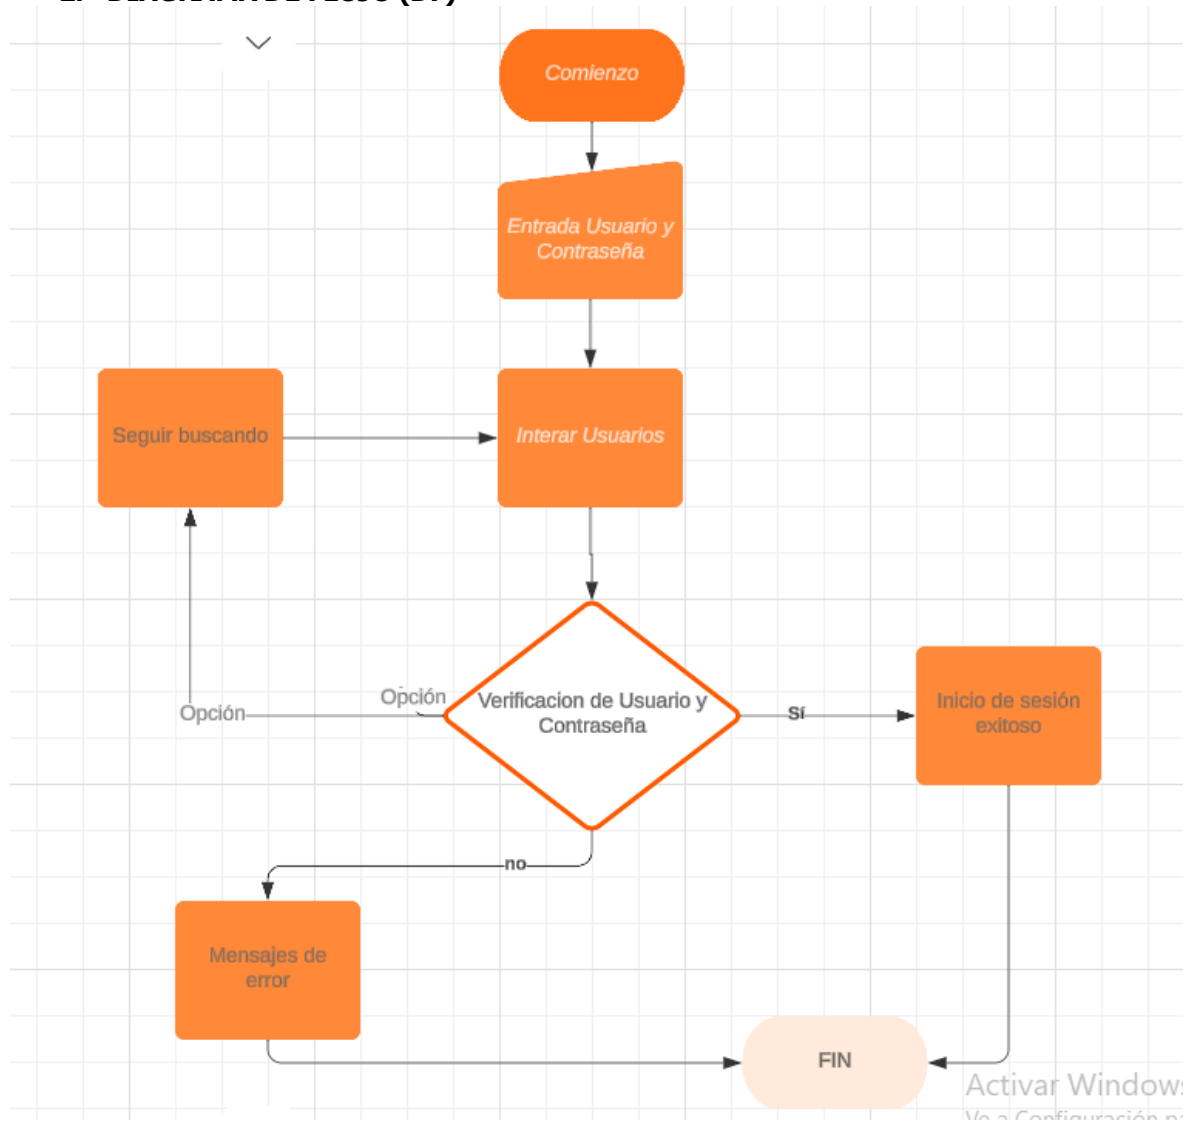 Comienzo
Entrada Usuario y
Contraseña
Seguir buscando
Interar Usuarios
Opción
Verificacion de Usuario y
Contraseña
Opción
Sí
Inicio de sesión
exitoso
no
Mensajes de
error
FIN
Activar Windows